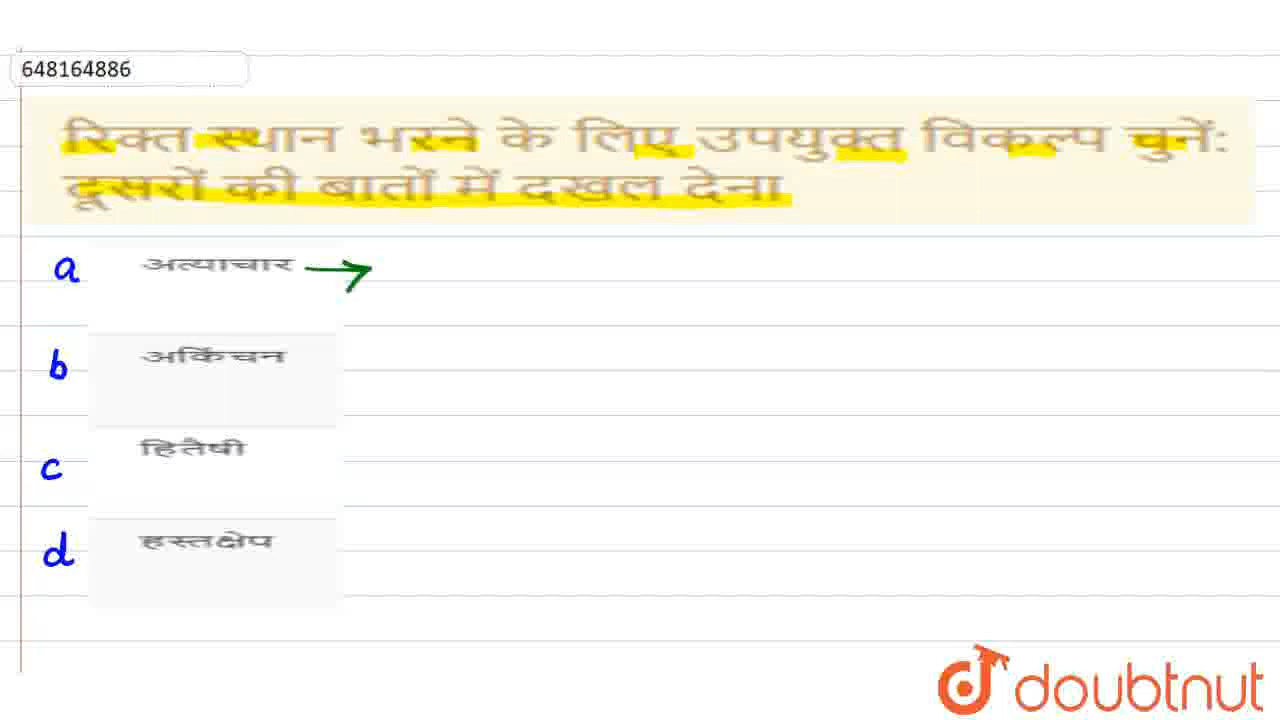 648164886
रिक्त स्थान भरने के लिए उपयुक्त विकल्प चुनें:
दूसरों की बातों में दखल देना
a अत्याचार
b अकिंचन
c हितैषी
d हस्तक्षेप
doubtnut